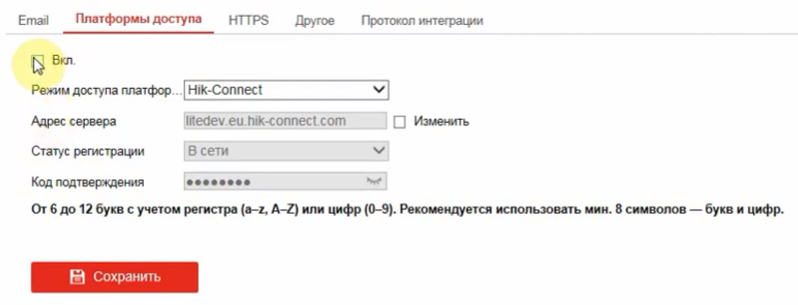 Email Платформы доступа HTTPS Другое Протокол интеграции
Вкл.
Режим доступа платфор... Hik-Connect
Адрес сервера litedev.eu.hik-connect.com Изменить
Статус регистрации В сети
Код подтверждения ●●●●●●●●
От 6 до 12 букв с учетом регистра (a–z, A–Z) или цифр (0–9). Рекомендуется использовать мин. 8 символов — букв и цифр.
Сохранить